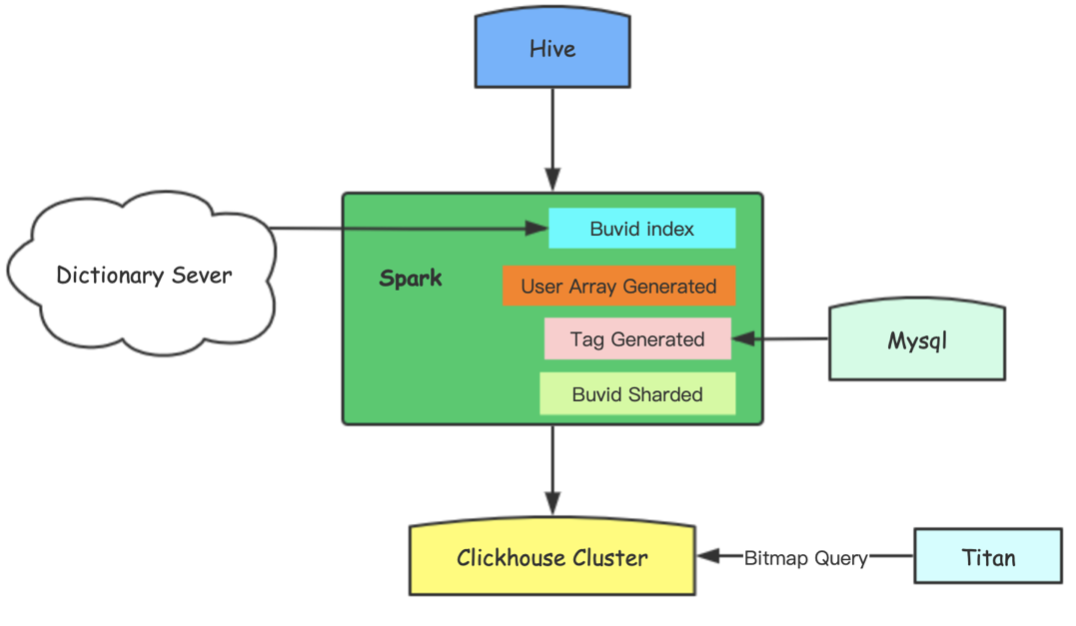 Hive
Dictionary Sever
Spark
Buvid index
User Array Generated
Tag Generated
Buvid Sharded
Mysql
Clickhouse Cluster
Bitmap Query
Titan